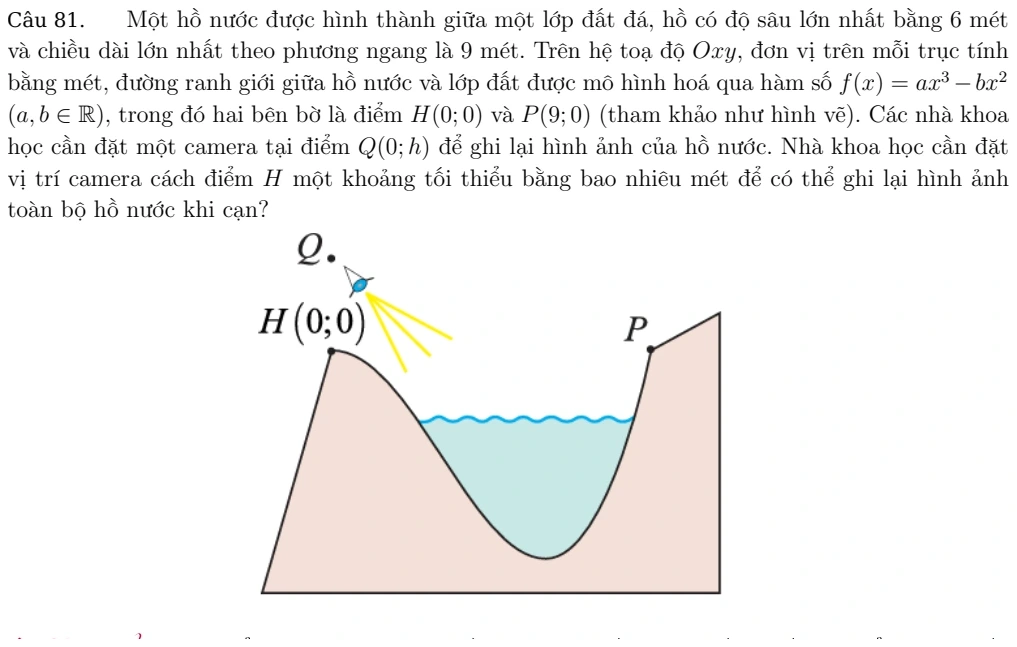 Câu 81. Một hồ nước được hình thành giữa một lớp đất đá, hồ có độ sâu lớn nhất bằng 6 mét
và chiều dài lớn nhất theo phương ngang là 9 mét. Trên hệ toạ độ Oxy, đơn vị trên mỗi trục tính
bằng mét, đường ranh giới giữa hồ nước và lớp đất được mô hình hoá qua hàm số f(x) = ax³ − bx²
(a, b ∈ ℝ), trong đó hai bên bờ là điểm H(0; 0) và P(9; 0) (tham khảo như hình vẽ). Các nhà khoa
học cần đặt một camera tại điểm Q(0; h) để ghi lại hình ảnh của hồ nước. Nhà khoa học cần đặt
vị trí camera cách điểm H một khoảng tối thiểu bằng bao nhiêu mét để có thể ghi lại hình ảnh
toàn bộ hồ nước khi cạn?
Q
H(0;0)
P